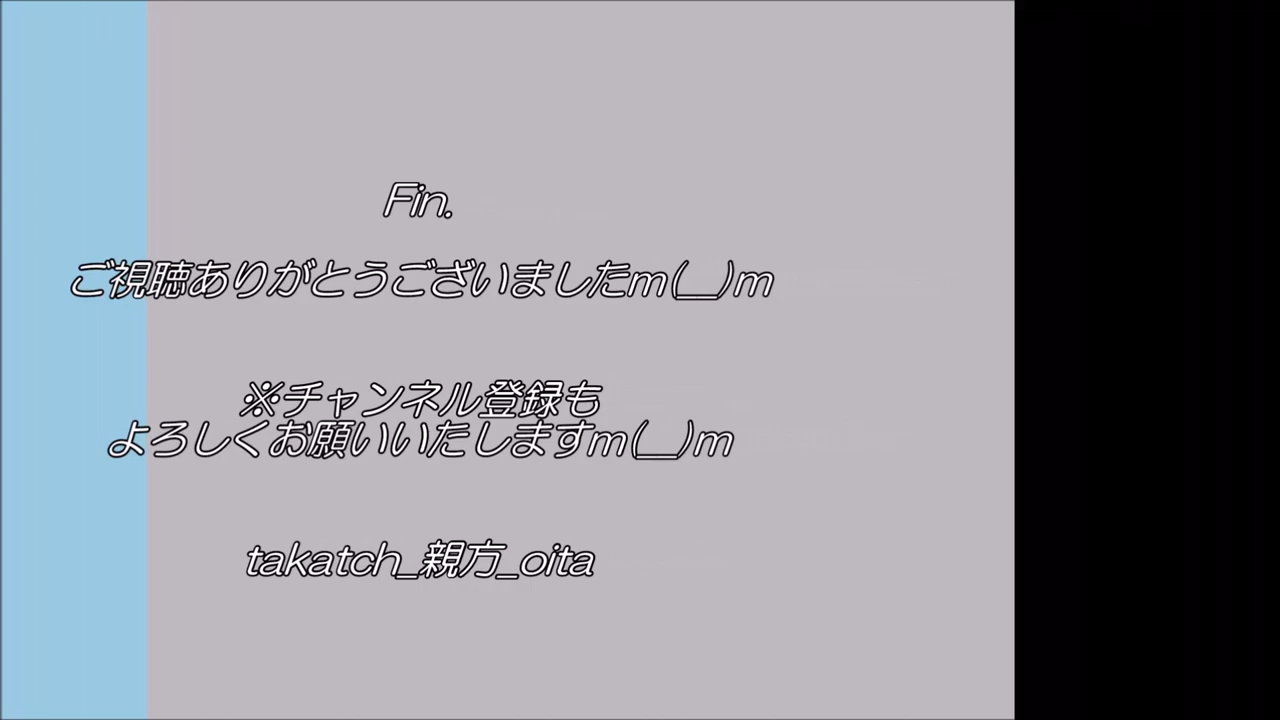 Fin.
ご視聴ありがとうございましたm(__)m
※チャンネル登録も
よろしくお願いいたしますm(__)m
takatch_親方_oita